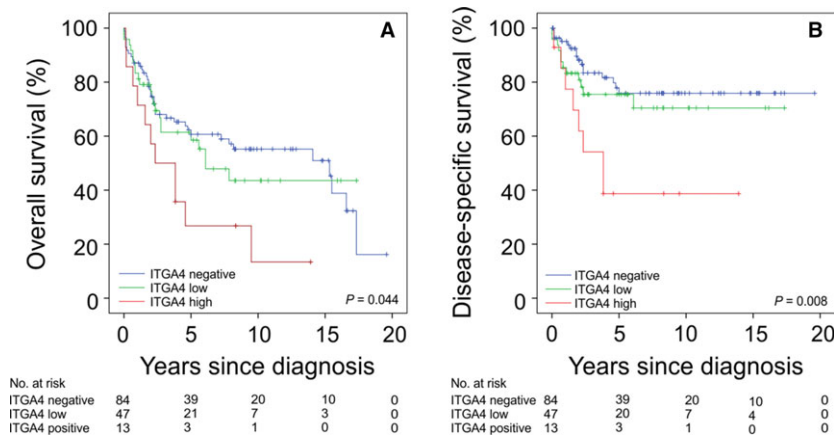 A
Overall survival (%)
100
80
60
40
20
0
ITGA4 negative
ITGA4 low
ITGA4 high
P = 0.044
0 5 10 15 20
Years since diagnosis
No. at risk
ITGA4 negative 84 39 20 10 0
ITGA4 low 47 21 7 3 0
ITGA4 positive 13 3 1 0 0
B
Disease-specific survival (%)
100
80
60
40
20
0
ITGA4 negative
ITGA4 low
ITGA4 high
P = 0.008
0 5 10 15 20
Years since diagnosis
No. at risk
ITGA4 negative 84 39 20 10 0
ITGA4 low 47 20 7 4 0
ITGA4 positive 13 3 1 0 0